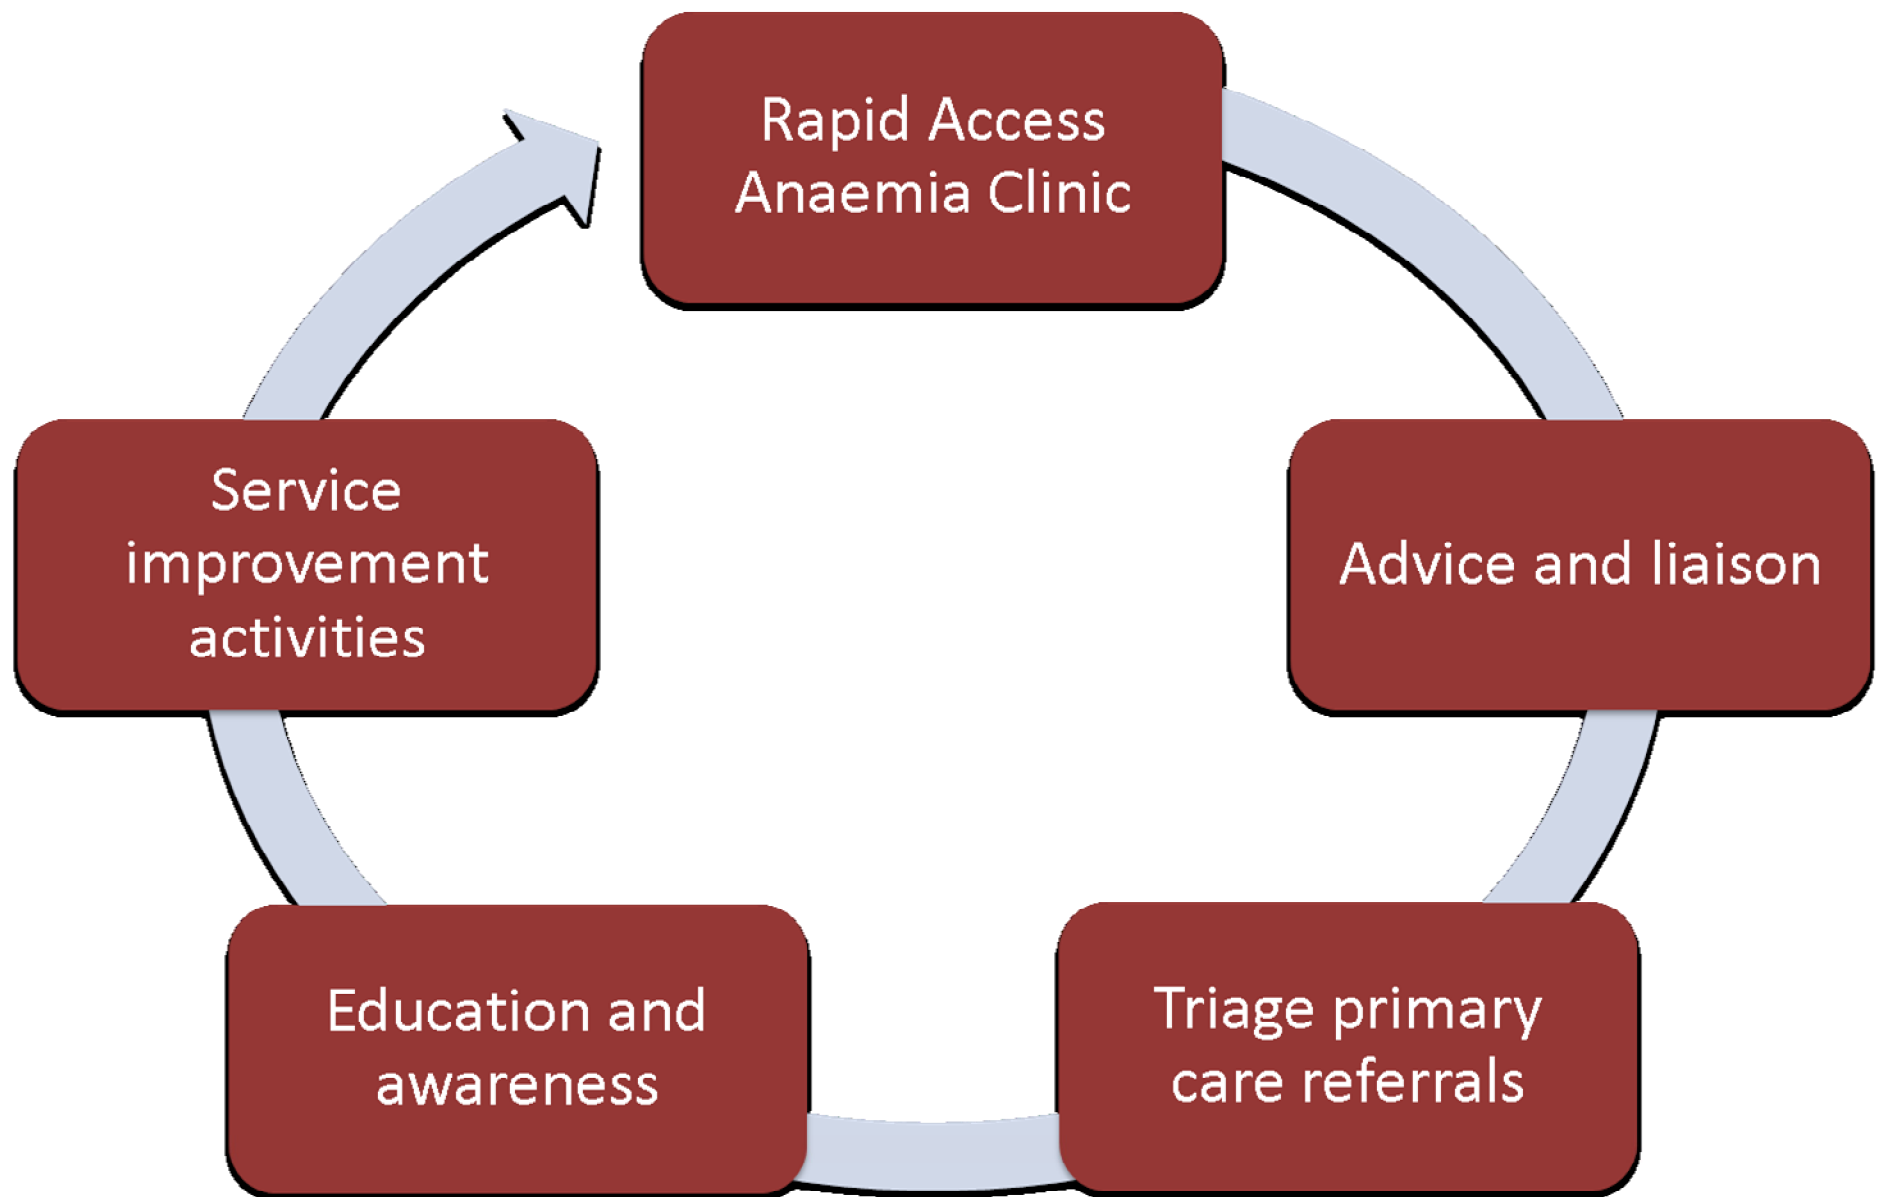 Rapid Access
Anaemia Clinic
Advice and liaison
Triage primary
care referrals
Education and
awareness
Service
improvement
activities